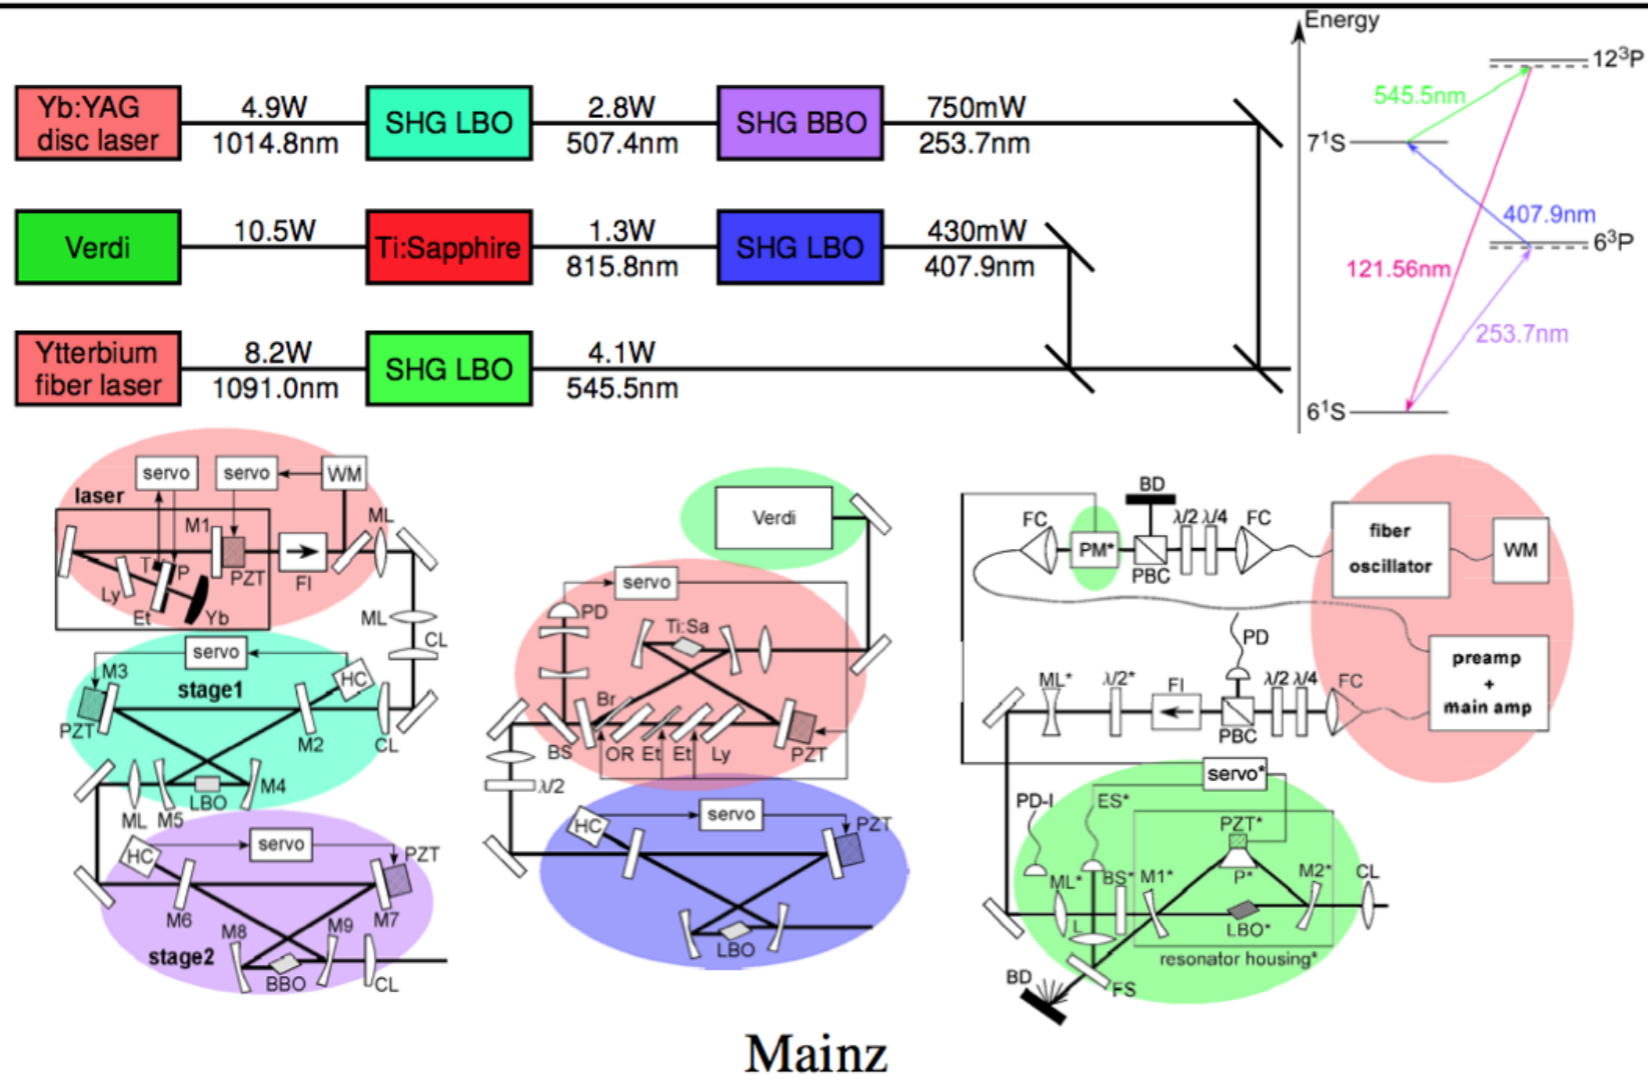 Energy
12³P
545.5nm
7¹S
407.9nm
6³P
121.56nm
253.7nm
6¹S
Yb:YAG
disc laser
4.9W
1014.8nm
SHG LBO
2.8W
507.4nm
SHG BBO
750mW
253.7nm
Verdi
10.5W
Ti:Sapphire
1.3W
815.8nm
SHG LBO
430mW
407.9nm
Ytterbium
fiber laser
8.2W
1091.0nm
SHG LBO
4.1W
545.5nm
servo
servo
WM
laser
M1
ML
T
P
PZT
FI
Ly
Et
Yb
ML
CL
servo
M3
HC
stage1
PZT
M2
CL
LBO
M4
ML
M5
servo
HC
PZT
M6
M7
M8
M9
stage2
BBO
CL
Verdi
servo
PD
Ti:Sa
Br
BS
OR
Et
Et
Ly
PZT
λ/2
HC
servo
PZT
LBO
BD
FC
PM*
λ/2
λ/4
FC
PBC
fiber
oscillator
WM
PD
preamp
+
main amp
ML*
λ/2*
FI
λ/2
λ/4
FC
PBC
servo*
PD-I
ES*
PZT*
ML*
BS*
M1*
P*
M2*
CL
L
LBO*
resonator housing*
BD
FS
Mainz